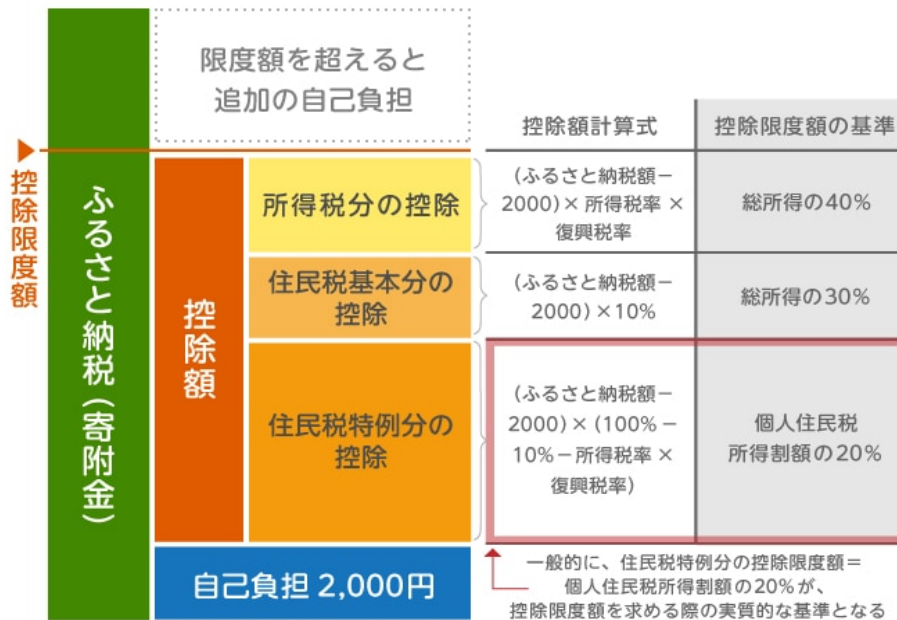 限度額を超えると
追加の自己負担
控除額計算式
控除限度額の基準
控除限度額
ふるさと納税（寄附金）
控除額
所得税分の控除
(ふるさと納税額－
2000) × 所得税率 ×
復興税率
総所得の40%
住民税基本分の
控除
(ふるさと納税額－
2000) ×10%
総所得の30%
住民税特例分の
控除
(ふるさと納税額－
2000) × (100%－
10%－所得税率 ×
復興税率)
個人住民税
所得割額の20%
自己負担 2,000円
一般的に、住民税特例分の控除限度額＝
個人住民税所得割額の20%が、
控除限度額を求める際の実質的な基準となる